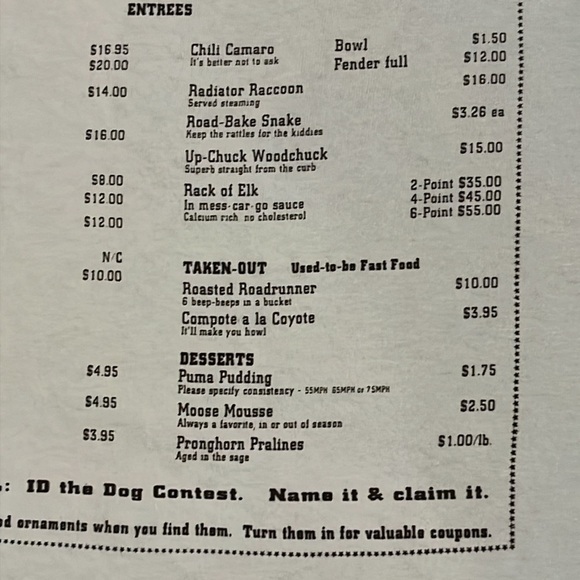 ENTREES
$16.95
$20.00
$14.00
$16.00
$8.00
$12.00
$12.00
N/C
$10.00
$4.95
$4.95
$3.95
Chili Camaro Bowl $1.50
It's better not to ask Fender full $12.00
Radiator Raccoon $16.00
Served steaming
Road-Bake Snake $3.26 ea
Keep the rattles for the kiddies
Up-Chuck Woodchuck $15.00
Superb straight from the curb
Rack of Elk 2-Point $35.00
In mess-car-go sauce 4-Point $45.00
Calcium rich no cholesterol 6-Point $55.00
TAKEN-OUT Used-to-be Fast Food
Roasted Roadrunner $10.00
6 beep-beeps in a bucket
Compote a la Coyote $3.95
It'll make you howl
DESSERTS
Puma Pudding $1.75
Please specify consistency - 55MPH 65MPH or 75MPH
Moose Mousse $2.50
Always a favorite, in or out of season
Pronghorn Pralines $1.00/lb.
Aged in the sage
: ID the Dog Contest. Name it & claim it.
ornaments when you find them. Turn them in for valuable coupons.